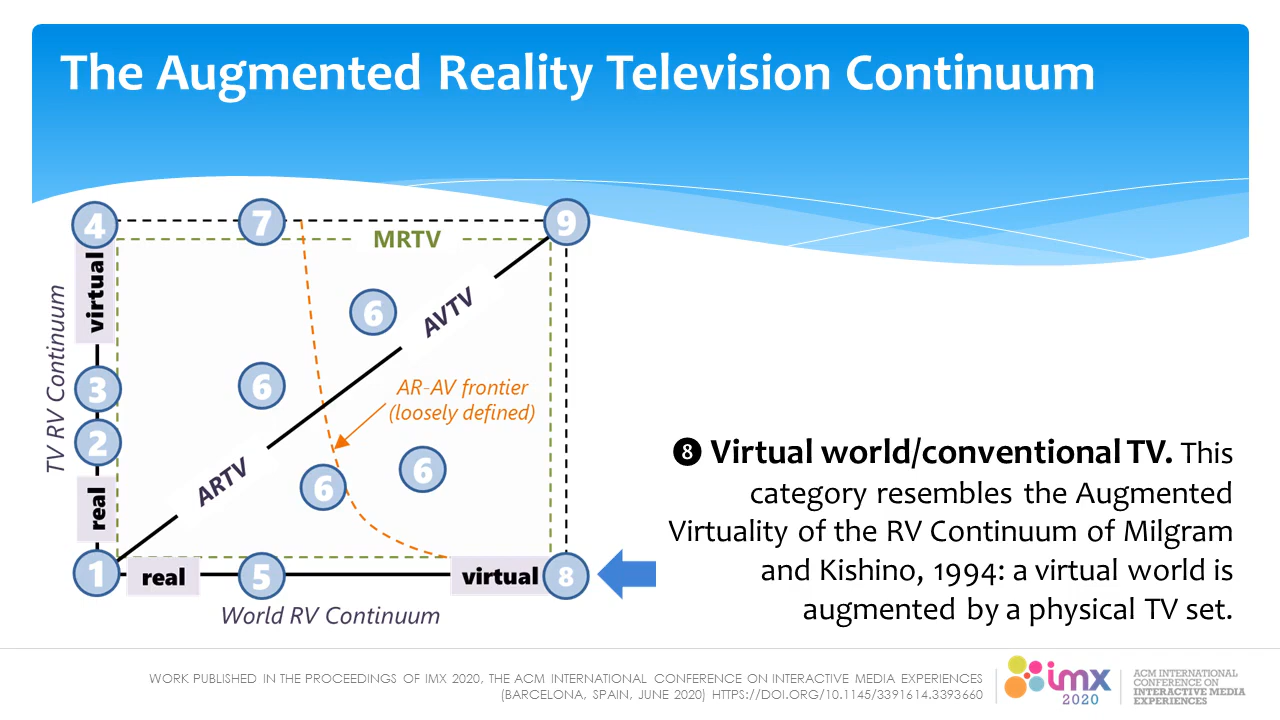 The Augmented Reality Television Continuum
4
7
9
MRTV
virtual
TV RV Continuum
6
AVTV
3
6
AR-AV frontier
(loosely defined)
2
ARTV
6
6
real
1
real
5
virtual
8
World RV Continuum
❽ Virtual world/conventional TV. This
category resembles the Augmented
Virtuality of the RV Continuum of Milgram
and Kishino, 1994: a virtual world is
augmented by a physical TV set.
WORK PUBLISHED IN THE PROCEEDINGS OF IMX 2020, THE ACM INTERNATIONAL CONFERENCE ON INTERACTIVE MEDIA EXPERIENCES
(BARCELONA, SPAIN, JUNE 2020) HTTPS://DOI.ORG/10.1145/3391614.3393660
imx
2020
ACM INTERNATIONAL
CONFERENCE ON
INTERACTIVE MEDIA
EXPERIENCES